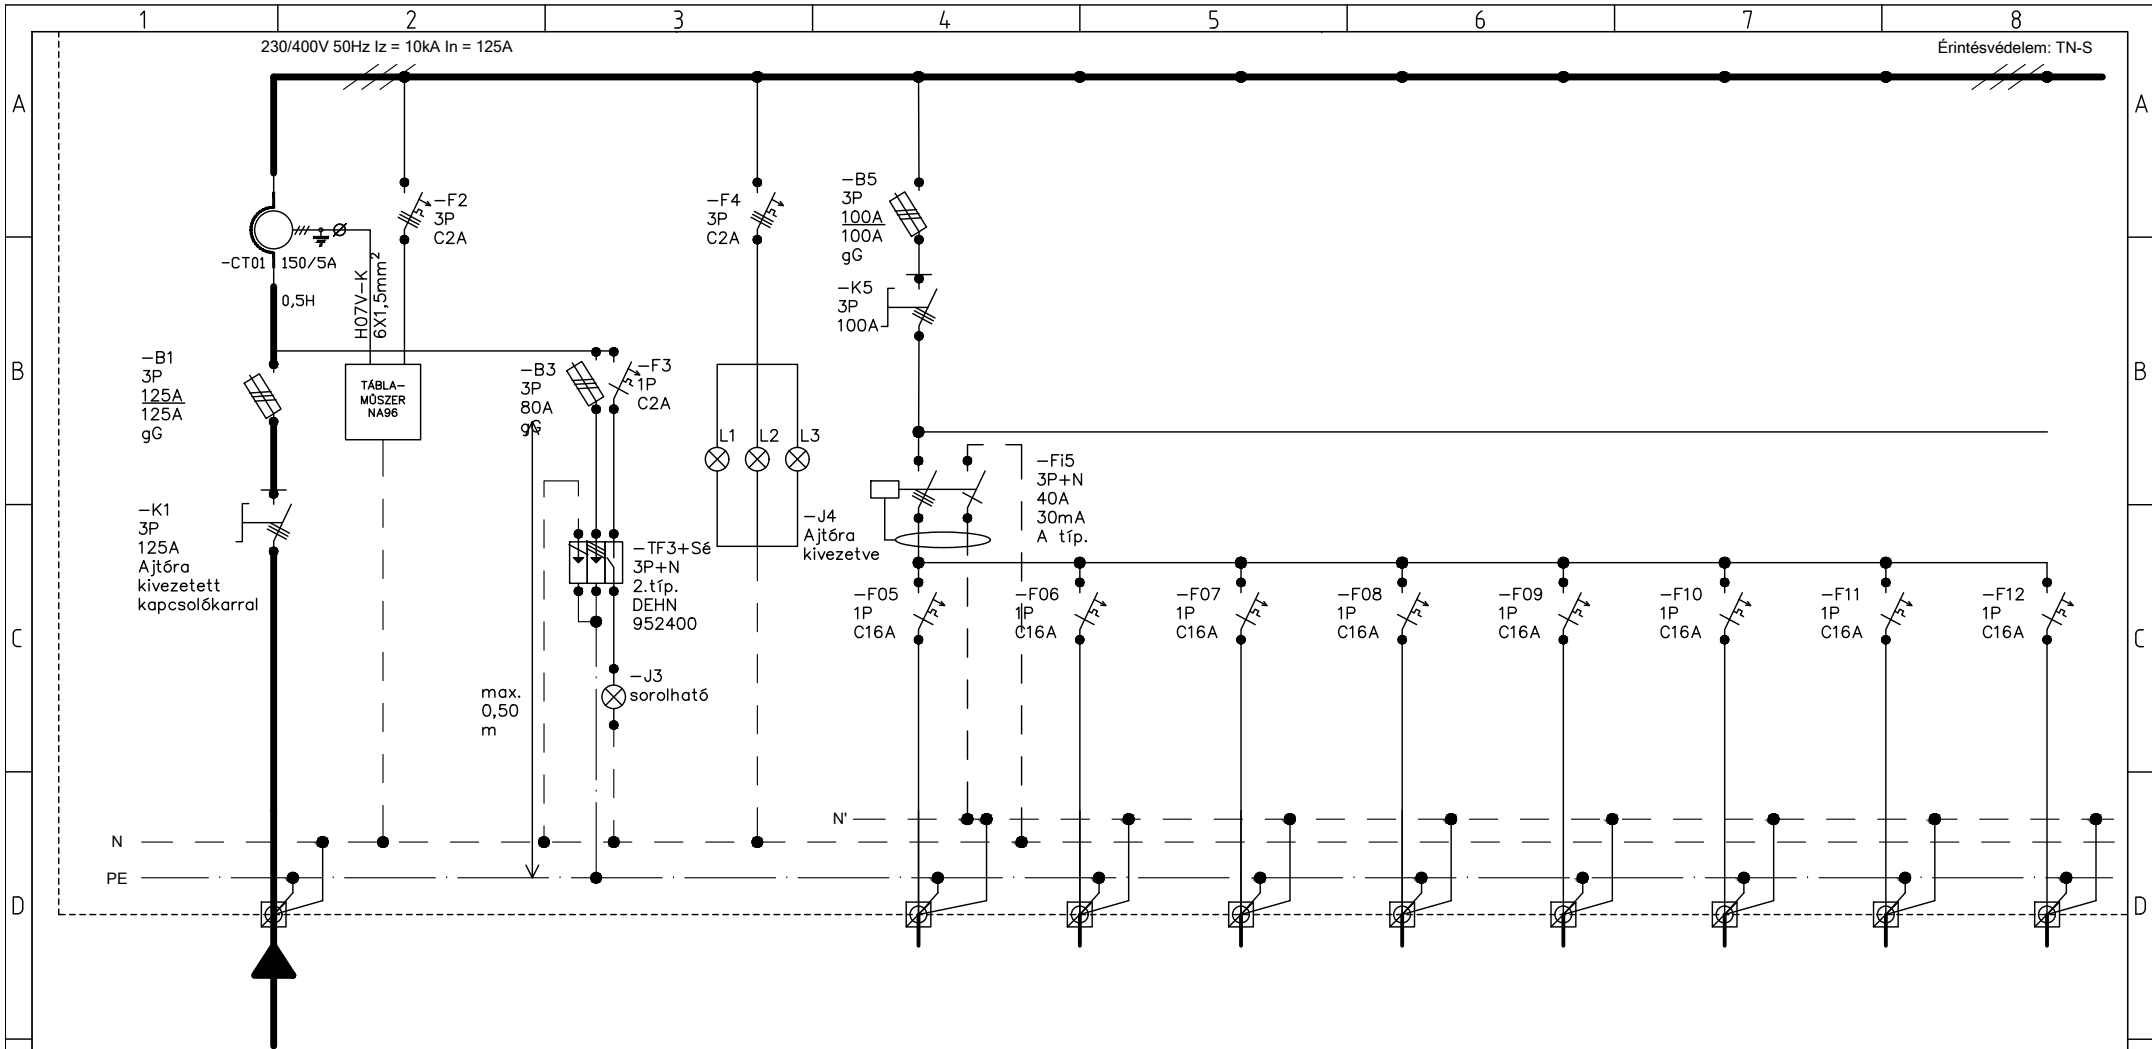 1 2 3 4 5 6 7 8
230/400V 50Hz Iz = 10kA In = 125A
Érintésvédelem: TN-S
A
A
-F2
3P
C2A
-F4
3P
C2A
-B5
3P
100A
100A
gG
-CT01 150/5A
0,5H
H07V-K
6X1,5mm²
-K5
3P
100A
B
B
-B1
3P
125A
125A
gG
TÁBLA-
MŰSZER
NA96
-B3
3P
80A
gG
-F3
1P
C2A
L1 L2 L3
-Fi5
3P+N
40A
30mA
A típ.
-K1
3P
125A
Ajtóra
kivezetett
kapcsolókarral
-J4
Ajtóra
kivezetve
-TF3+Sé
3P+N
2.típ.
DEHN
952400
C
C
-F05
1P
C16A
-F06
1P
C16A
-F07
1P
C16A
-F08
1P
C16A
-F09
1P
C16A
-F10
1P
C16A
-F11
1P
C16A
-F12
1P
C16A
-J3
sorolható
max.
0,50
m
N'
N
PE
D
D